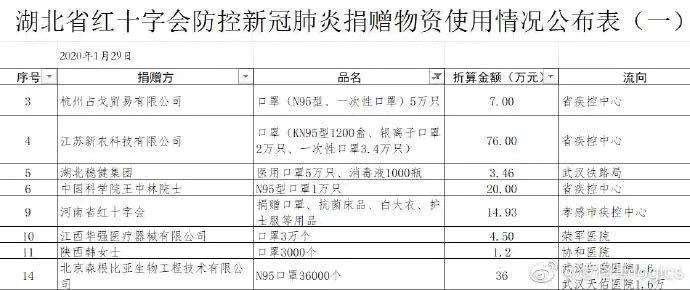 湖北省红十字会防控新冠肺炎捐赠物资使用情况公布表（一）
2020年1月29日
序号 捐赠方 品名 折算金额（万元） 流向
3 杭州占戈贸易有限公司 口罩（N95型、一次性口罩）5万只 7.00 省疾控中心
4 江苏新农科技有限公司 口罩（KN95型1200盒、银离子口罩2万只、一次性口罩3.4万只） 76.00 省疾控中心
5 湖北稳健集团 医用口罩5万只、消毒液1000瓶 3.46 武汉铁路局
6 中国科学院王中林院士 N95型口罩1万只 20.00 省疾控中心
9 河南省红十字会 捐赠口罩、抗菌床品、白大衣、护士服等用品 14.93 孝感市疾控中心
10 江西华强医疗器械有限公司 口罩3万个 4.50 荣军医院
11 陕西韩女士 口罩3000个 1.2 协和医院
14 北京森根比亚生物工程技术有限公司 N95口罩36000个 36 武汉仁爱医院1.6 武汉天佑医院1.6万